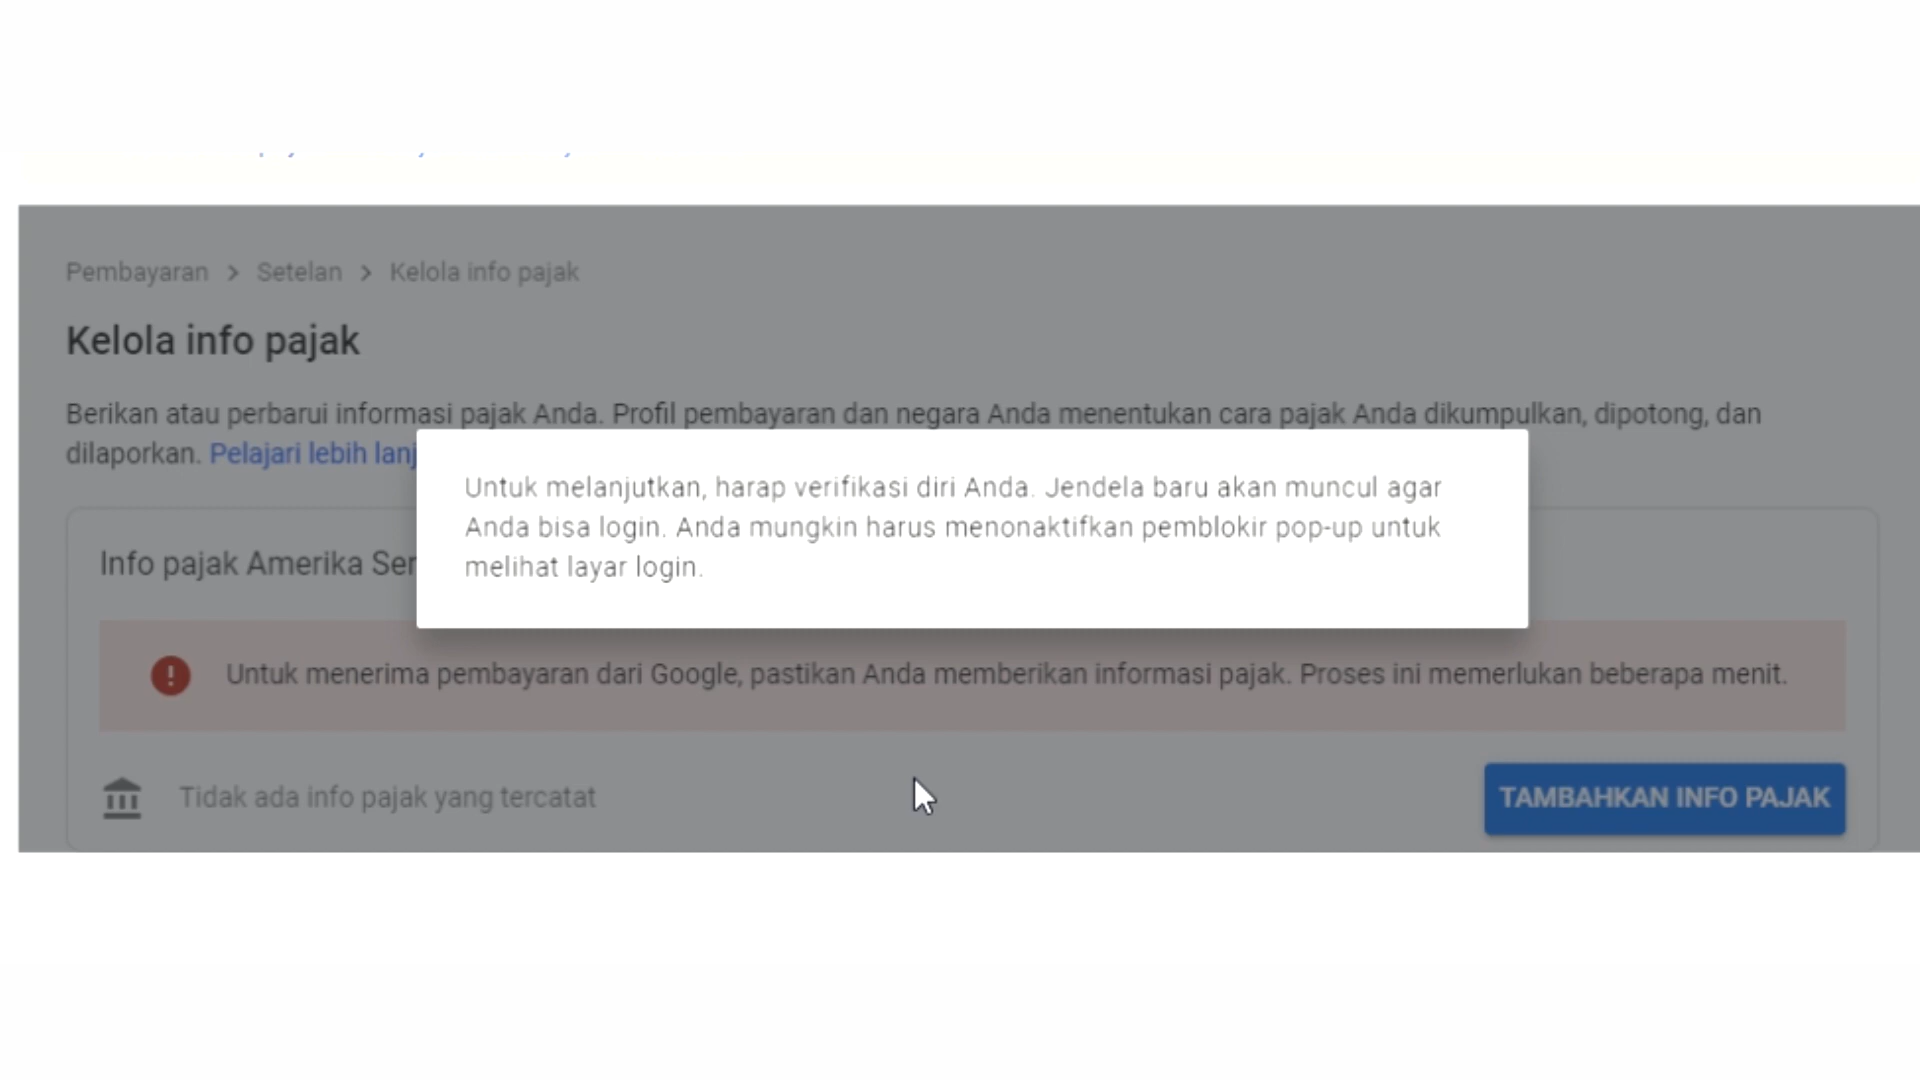 Pembayaran > Setelan > Kelola info pajak
Kelola info pajak
Berikan atau perbarui informasi pajak Anda. Profil pembayaran dan negara Anda menentukan cara pajak Anda dikumpulkan, dipotong, dan
dilaporkan. Pelajari lebih lanj
Untuk melanjutkan, harap verifikasi diri Anda. Jendela baru akan muncul agar
Anda bisa login. Anda mungkin harus menonaktifkan pemblokir pop-up untuk
melihat layar login.
Info pajak Amerika Ser
Untuk menerima pembayaran dari Google, pastikan Anda memberikan informasi pajak. Proses ini memerlukan beberapa menit.
Tidak ada info pajak yang tercatat
TAMBAHKAN INFO PAJAK